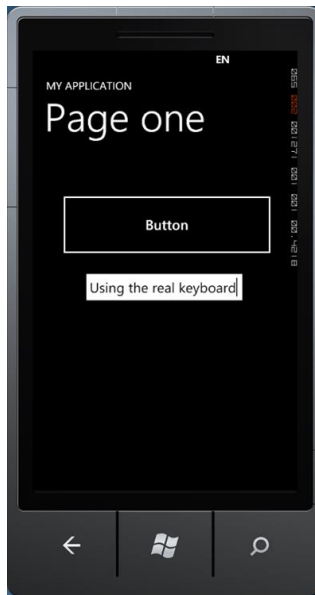 EN
MY APPLICATION
Page one
Button
Using the real keyboard